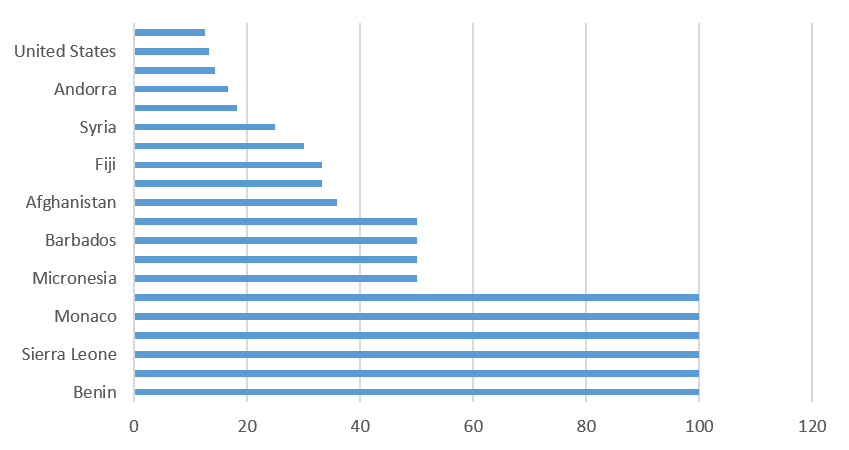 United States
Andorra
Syria
Fiji
Afghanistan
Barbados
Micronesia
Monaco
Sierra Leone
Benin
0 20 40 60 80 100 120